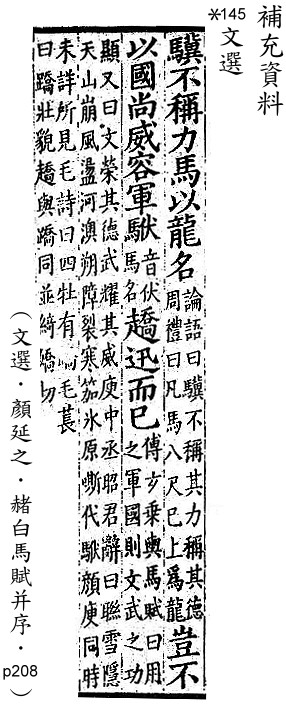 補充資料
*145
文選
驥不稱力馬以龍名論語曰驥不稱其力稱其德
周禮曰凡馬八尺已上爲龍豈不
以國尚威容軍馱音伏
馬名趫迅而已傅玄乘輿馬賦曰用
之軍國則文武之功
顯又曰文榮其德武耀其威庾中丞昭君辭曰聯雪隱
天山崩風盪河澳朔障裂寒笳氷原嘶代馱顏庾同時
未詳所見毛詩曰四牡有毛萇
曰蹻壯貌趫與蹻同並綺嬌切
（文選・顏延之・赭白馬賦并序・p208）